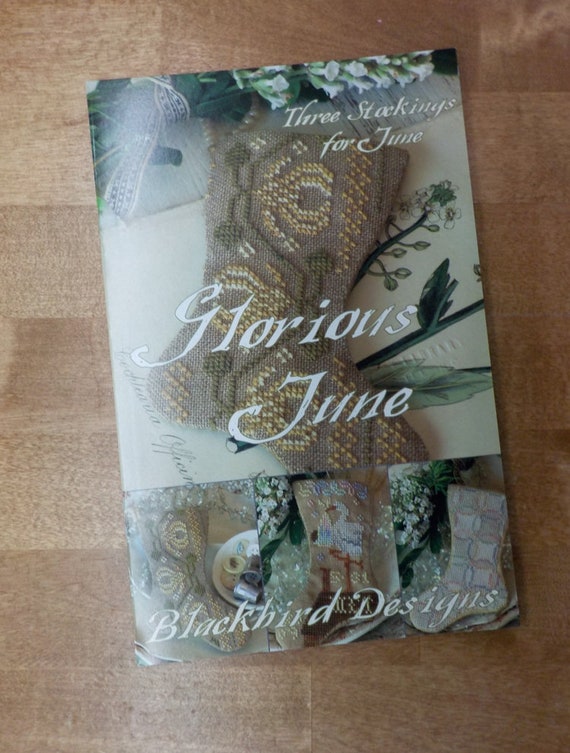 Three Stockings
for June
Glorious
June
Blackbird Designs